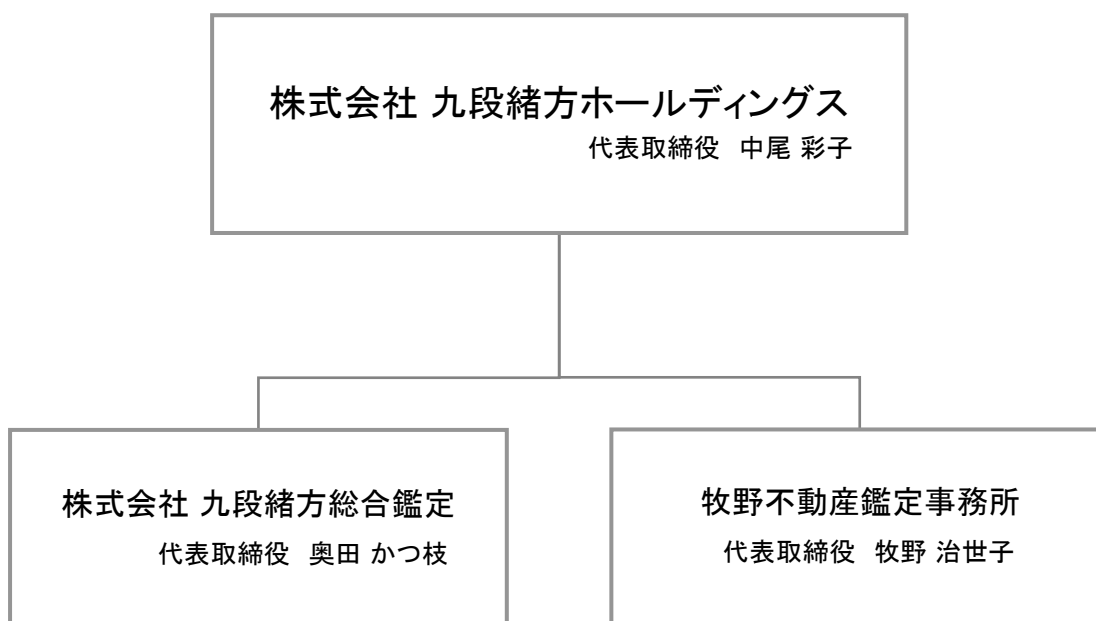 株式会社 九段緒方ホールディングス
代表取締役 中尾 彩子
株式会社 九段緒方総合鑑定
代表取締役 奥田 かつ枝
牧野不動産鑑定事務所
代表取締役 牧野 治世子